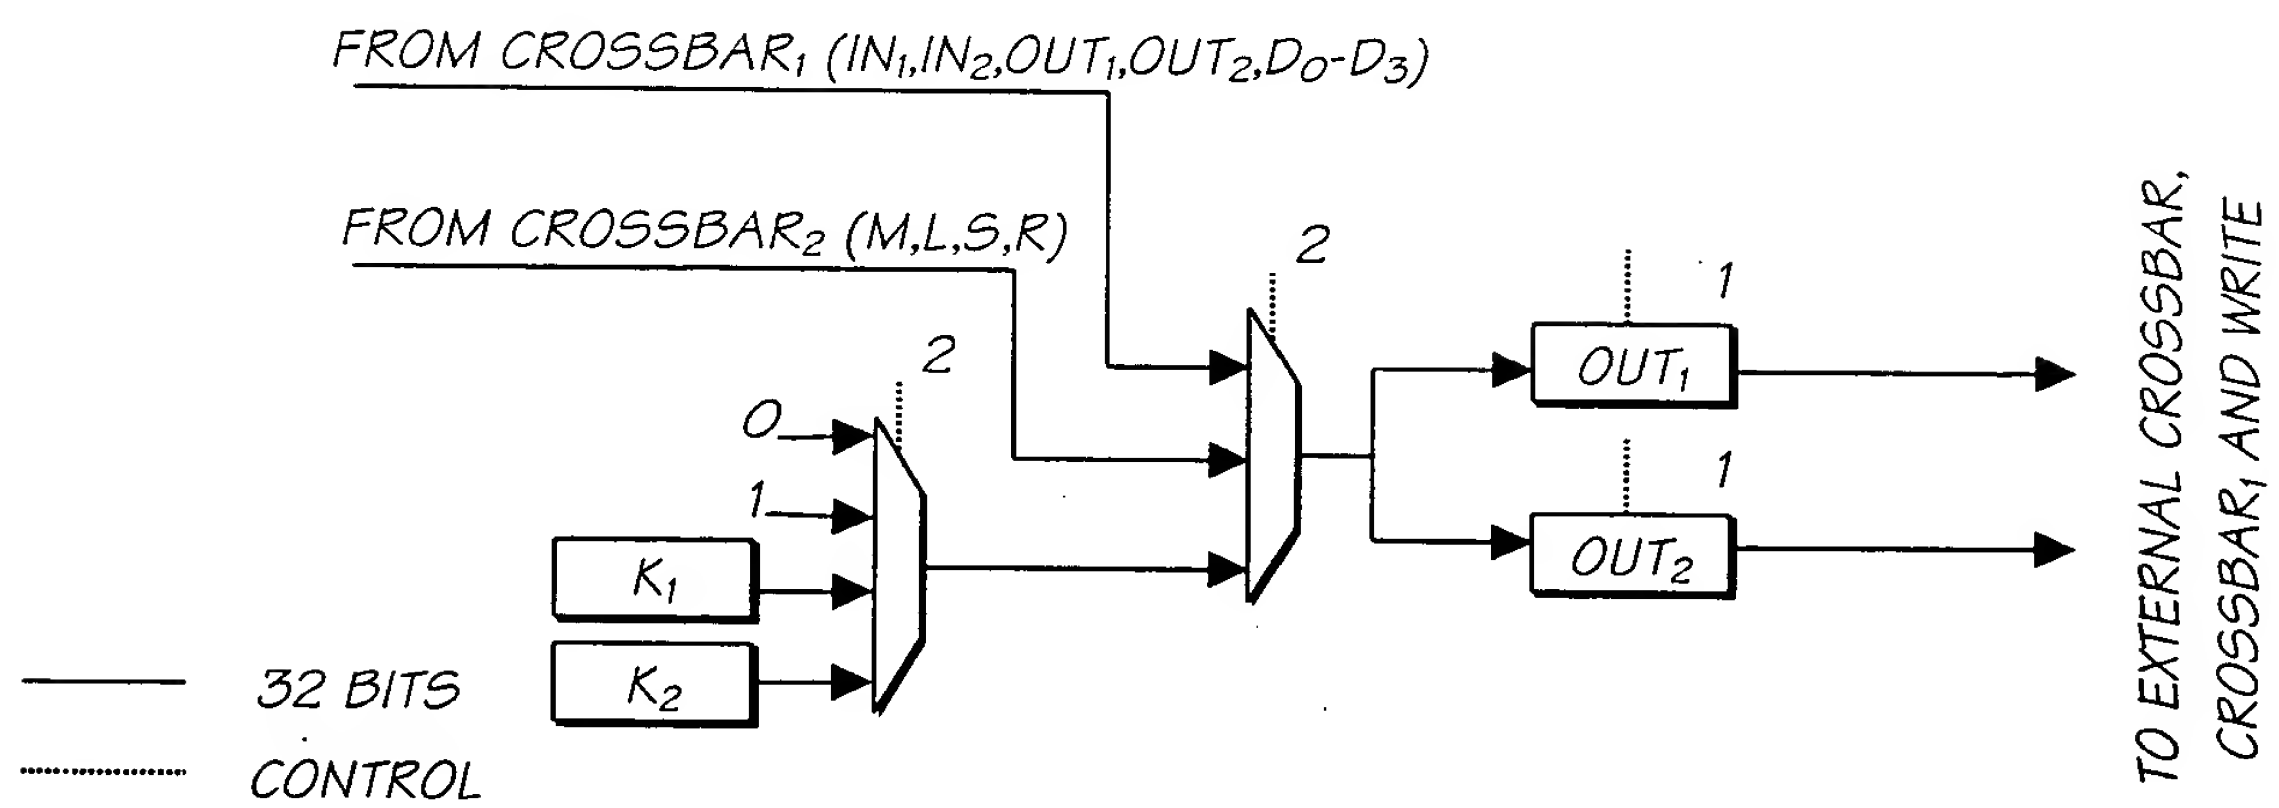 FROM CROSSBAR₁ (IN₁,IN₂,OUT₁,OUT₂,D₀-D₃)
FROM CROSSBAR₂ (M,L,S,R)
2
2
1
0
OUT₁
1
1
K₁
OUT₂
K₂
32 BITS
CONTROL
TO EXTERNAL CROSSBAR,
CROSSBAR₁ AND WRITE